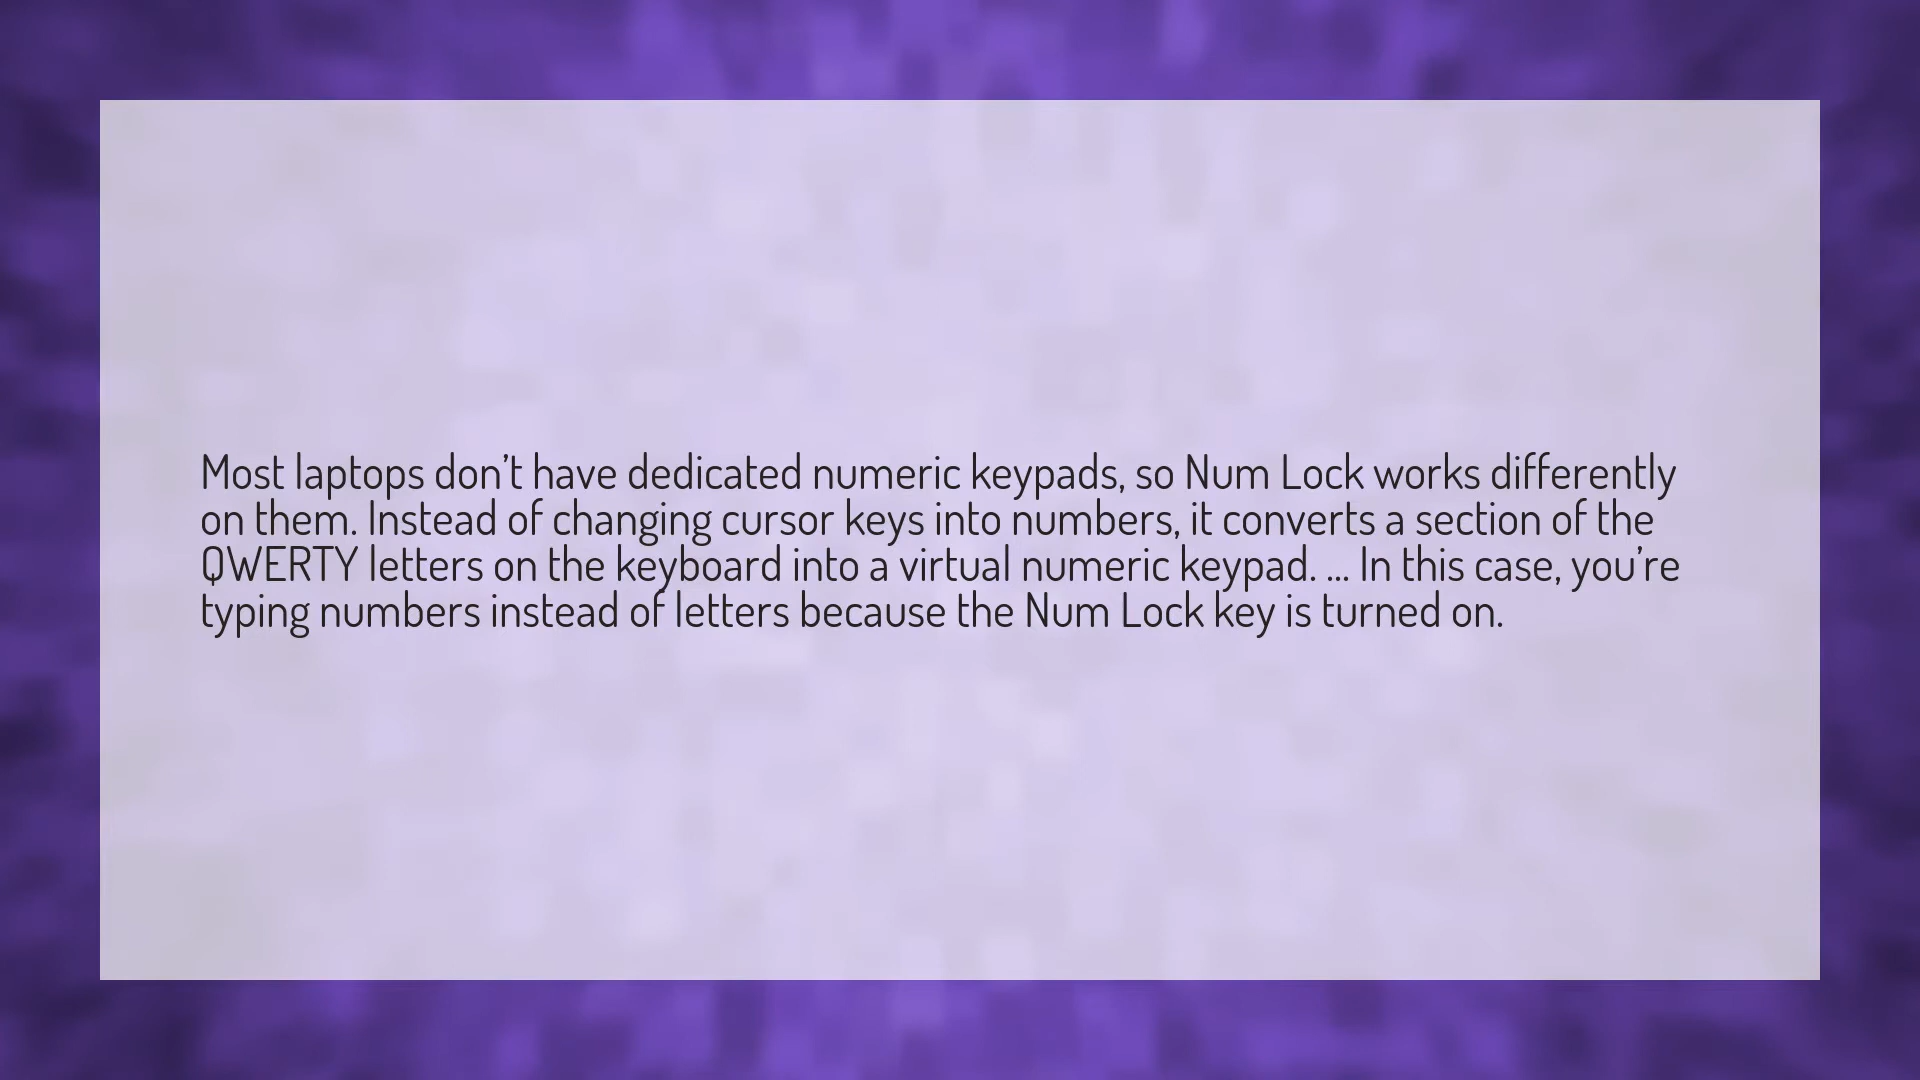 Most laptops don’t have dedicated numeric keypads, so Num Lock works differently
on them. Instead of changing cursor keys into numbers, it converts a section of the
QWERTY letters on the keyboard into a virtual numeric keypad. ... In this case, you’re
typing numbers instead of letters because the Num Lock key is turned on.